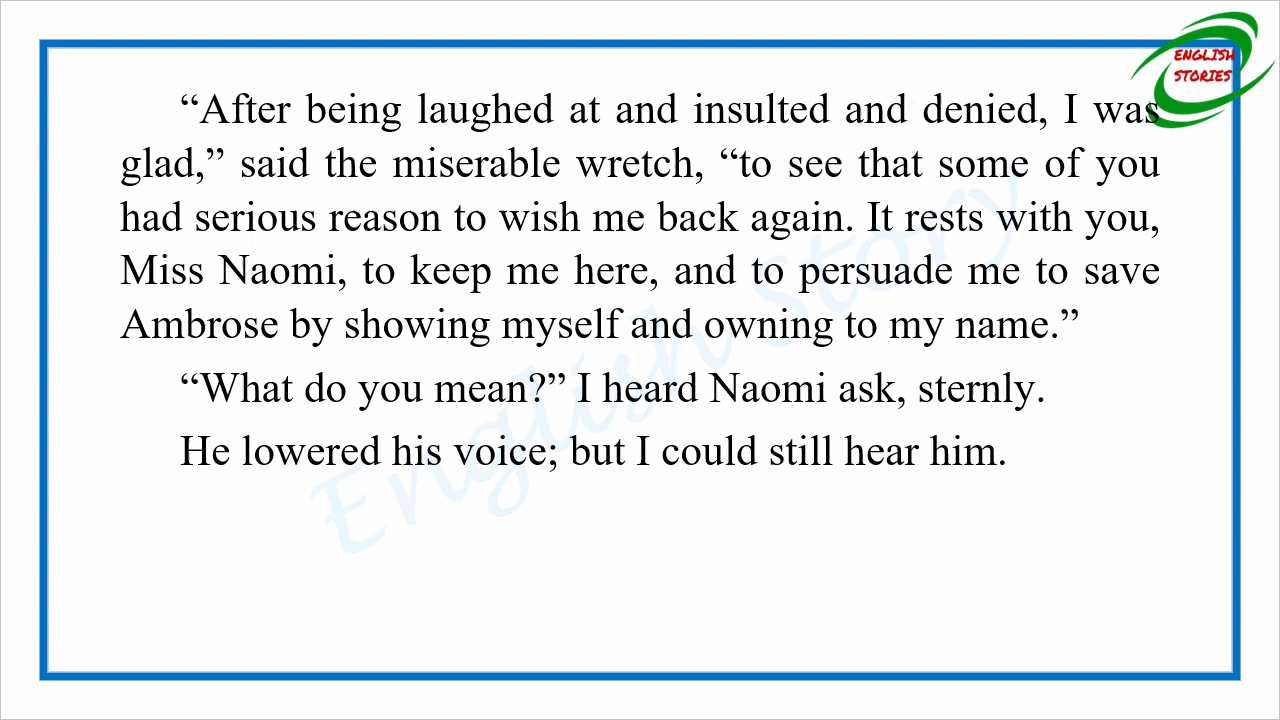 ENGLISH
STORIES
“After being laughed at and insulted and denied, I was
glad,” said the miserable wretch, “to see that some of you
had serious reason to wish me back again. It rests with you,
Miss Naomi, to keep me here, and to persuade me to save
Ambrose by showing myself and owning to my name.”
“What do you mean?” I heard Naomi ask, sternly.
He lowered his voice; but I could still hear him.
English Story